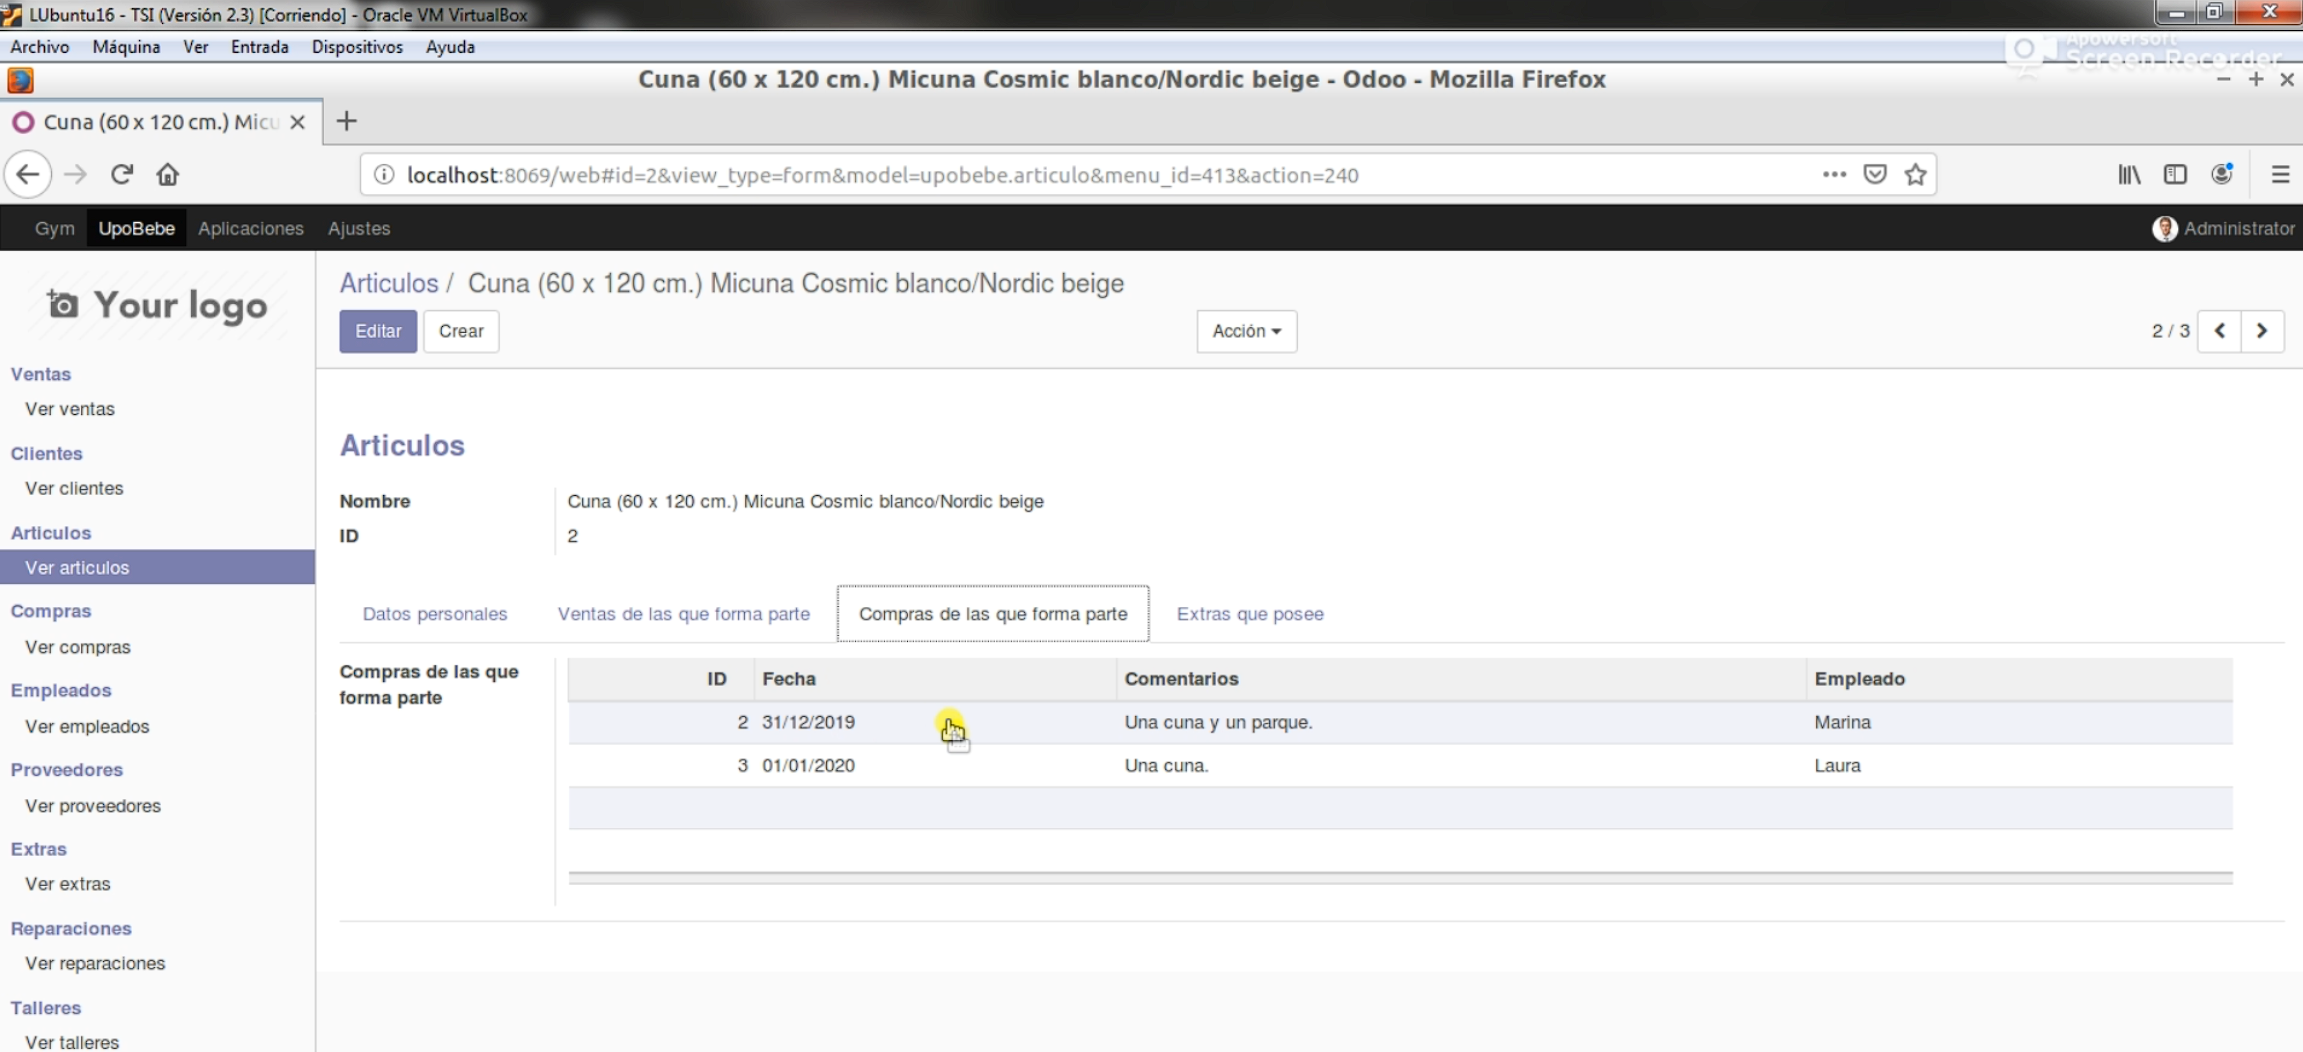 LUbuntu16 - TSI (Versión 2.3) [Corriendo] - Oracle VM VirtualBox
Archivo Máquina Ver Entrada Dispositivos Ayuda
Apowersoft
Screen Recorder
Cuna (60 x 120 cm.) Micuna Cosmic blanco/Nordic beige - Odoo - Mozilla Firefox
Cuna (60 x 120 cm.) Micu
localhost:8069/web#id=2&view_type=form&model=upobebe.articulo&menu_id=413&action=240
Gym UpoBebe Aplicaciones Ajustes Administrator
Your logo
Articulos / Cuna (60 x 120 cm.) Micuna Cosmic blanco/Nordic beige
Editar Crear Acción 2 / 3
Ventas
Ver ventas
Clientes
Ver clientes
Articulos
Ver articulos
Compras
Ver compras
Empleados
Ver empleados
Proveedores
Ver proveedores
Extras
Ver extras
Reparaciones
Ver reparaciones
Talleres
Ver talleres
Articulos
Nombre Cuna (60 x 120 cm.) Micuna Cosmic blanco/Nordic beige
ID 2
Datos personales Ventas de las que forma parte Compras de las que forma parte Extras que posee
Compras de las que
forma parte
ID Fecha Comentarios Empleado
2 31/12/2019 Una cuna y un parque. Marina
3 01/01/2020 Una cuna. Laura